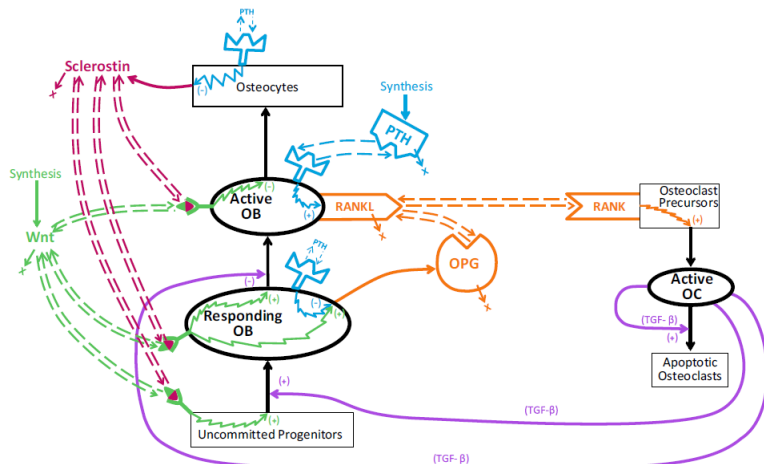 PTH
Sclerostin
x
(-)
Osteocytes
Synthesis
PTH
x
Synthesis
(-)
Active
OB
(+)
RANKL
x
RANK
Osteoclast
Precursors
(+)
Wnt
x
PTH
(-)
OPG
x
(+)
(-)
Responding
OB
(+)
Active
OC
(TGF-β)
(+)
Apoptotic
Osteoclasts
(+)
(TGF-β)
(+)
Uncommitted Progenitors
(TGF-β)